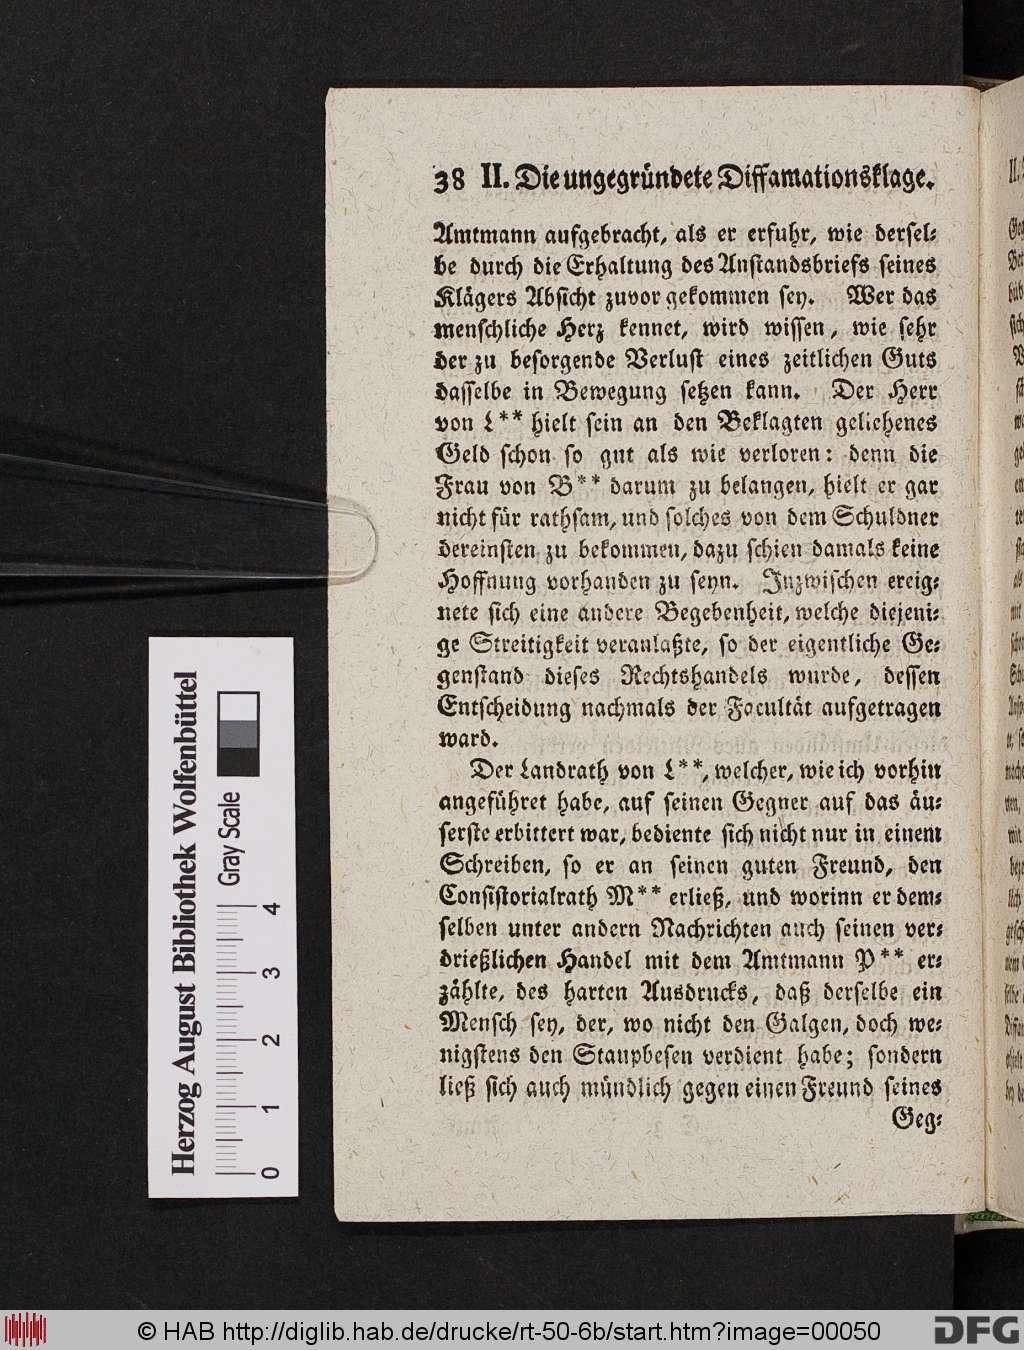 38 II. Die ungegründete Diffamationsklage.
Amtmann aufgebracht, als er erfuhr, wie dersel⸗
be durch die Erhaltung des Anstandsbriefs seines
Klägers Absicht zuvor gekommen sey. Wer das
menschliche Herz kennet, wird wissen, wie sehr
der zu besorgende Verlust eines zeitlichen Guts
dasselbe in Bewegung setzen kann. Der Herr
von L** hielt sein an den Beklagten geliehenes
Geld schon so gut als wie verloren: denn die
Frau von B** darum zu belangen, hielt er gar
nicht für rathsam, und solches von dem Schuldner
dereinsten zu bekommen, dazu schien damals keine
Hoffnung vorhanden zu seyn. Inzwischen ereig⸗
nete sich eine andere Begebenheit, welche diejeni⸗
ge Streitigkeit veranlaßte, so der eigentliche Ge⸗
genstand dieses Rechtshandels wurde, dessen
Entscheidung nachmals der Facultät aufgetragen
ward.
Der Landrath von L**, welcher, wie ich vorhin
angeführet habe, auf seinen Gegner auf das äu⸗
serste erbittert war, bediente sich nicht nur in einem
Schreiben, so er an seinen guten Freund, den
Consistorialrath M** erließ, und worinn er dem⸗
selben unter andern Nachrichten auch seinen ver⸗
drießlichen Handel mit dem Amtmann P** er⸗
zählte, des harten Ausdrucks, daß derselbe ein
Mensch sey, der, wo nicht den Galgen, doch we⸗
nigstens den Staupbesen verdient habe; sondern
ließ sich auch mündlich gegen einen Freund seines
Geg⸗
Herzog August Bibliothek Wolfenbüttel
Gray Scale
0 1 2 3 4
© HAB http://diglib.hab.de/drucke/rt-50-6b/start.htm?image=00050
DFG